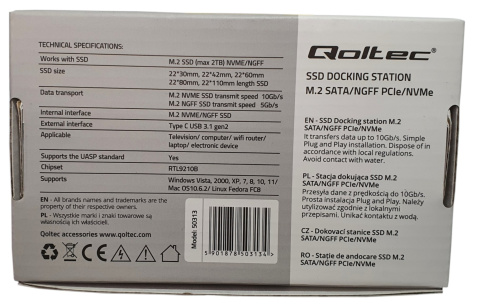 TECHNICAL SPECIFICATIONS:
Works with SSD M.2 SSD (max 2TB) NVME/NGFF
SSD size 22*30mm, 22*42mm, 22*60mm
22*80mm, 22*110mm length SSD
Data transport M.2 NVME SSD transmit speed 10Gb/s
M.2 NGFF SSD transmit speed 5Gb/s
Internal interface M.2 NVME/NGFF SSD
External interface Type C USB 3.1 gen2
Applicable Television/ computer/ wifi router/
laptop/ electronic device
Supports the UASP standard Yes
Chipset RTL9210B
Supports Windows Vista, 2000, XP, 7, 8, 10, 11/
Mac OS10.6.2/ Linux Fedora FC8
EN - All brands names and trademarks are the
property of their respective owners.
PL - Wszystkie marki i znaki towarowe są
własnością ich właścicieli.
Qoltec accessories www.qoltec.com
CE
Model: 50313
5 901878 503134 >
Qoltec®
SSD DOCKING STATION
M.2 SATA/NGFF PCIe/NVMe
EN - SSD Docking station M.2
SATA/NGFF PCIe/NVMe
It transfers data up to 10Gb/s. Simple
Plug and Play installation. Dispose of in
accordance with local regulations.
Avoid contact with water.
PL - Stacja dokująca SSD M.2
SATA/NGFF PCIe/NVMe
Przesyła dane z prędkością do 10Gb/s.
Prosta instalacja Plug and Play. Należy
utylizować zgodnie z lokalnymi
przepisami. Unikać kontaktu z wodą.
CZ - Dokovací stanice SSD M.2
SATA/NGFF PCIe/NVMe
RO - Stație de andocare SSD M.2
SATA/NGFF PCIe/NVMe